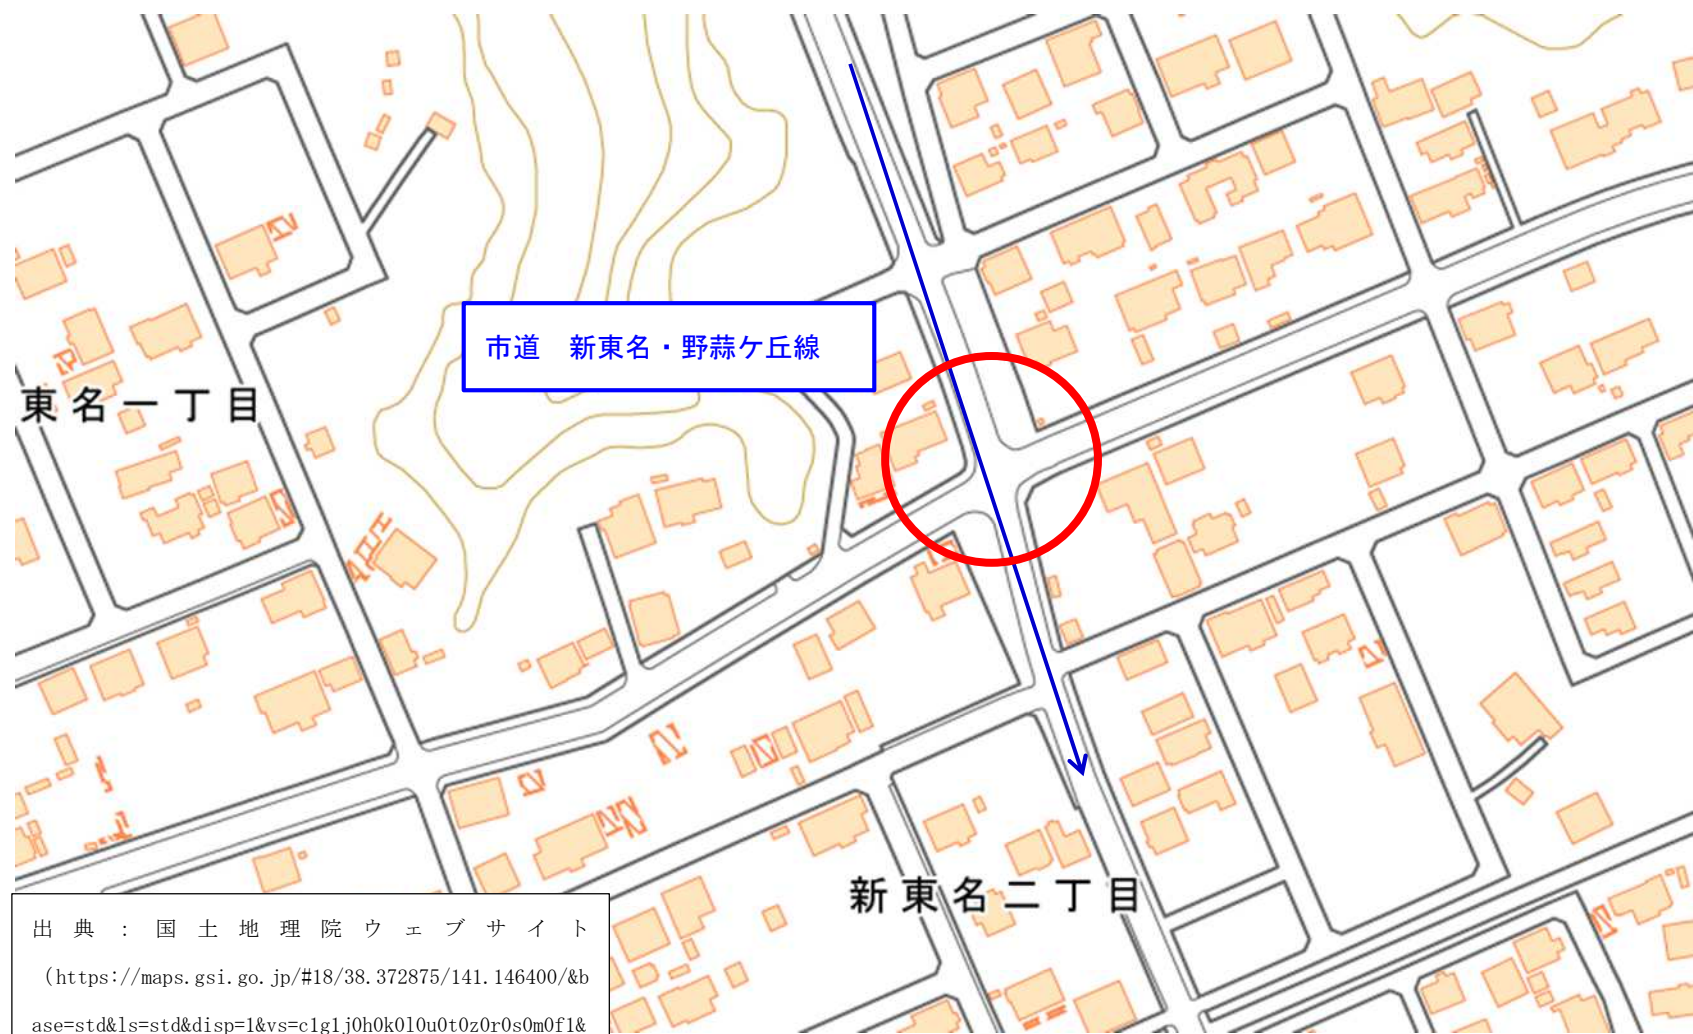 市道　新東名・野蒜ケ丘線
東名一丁目
新東名二丁目
出典：国土地理院ウェブサイト
（https://maps.gsi.go.jp/#18/38.372875/141.146400/&b
ase=std&ls=std&disp=1&vs=c1g1j0h0k0l0u0t0z0r0s0m0f1&